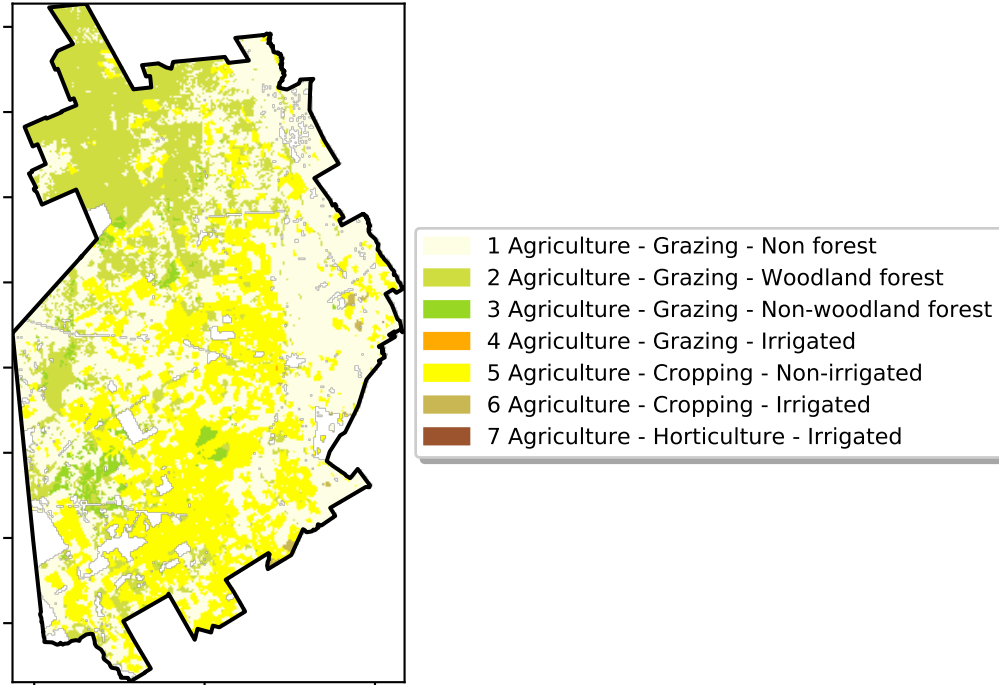 1 Agriculture - Grazing - Non forest
2 Agriculture - Grazing - Woodland forest
3 Agriculture - Grazing - Non-woodland forest
4 Agriculture - Grazing - Irrigated
5 Agriculture - Cropping - Non-irrigated
6 Agriculture - Cropping - Irrigated
7 Agriculture - Horticulture - Irrigated